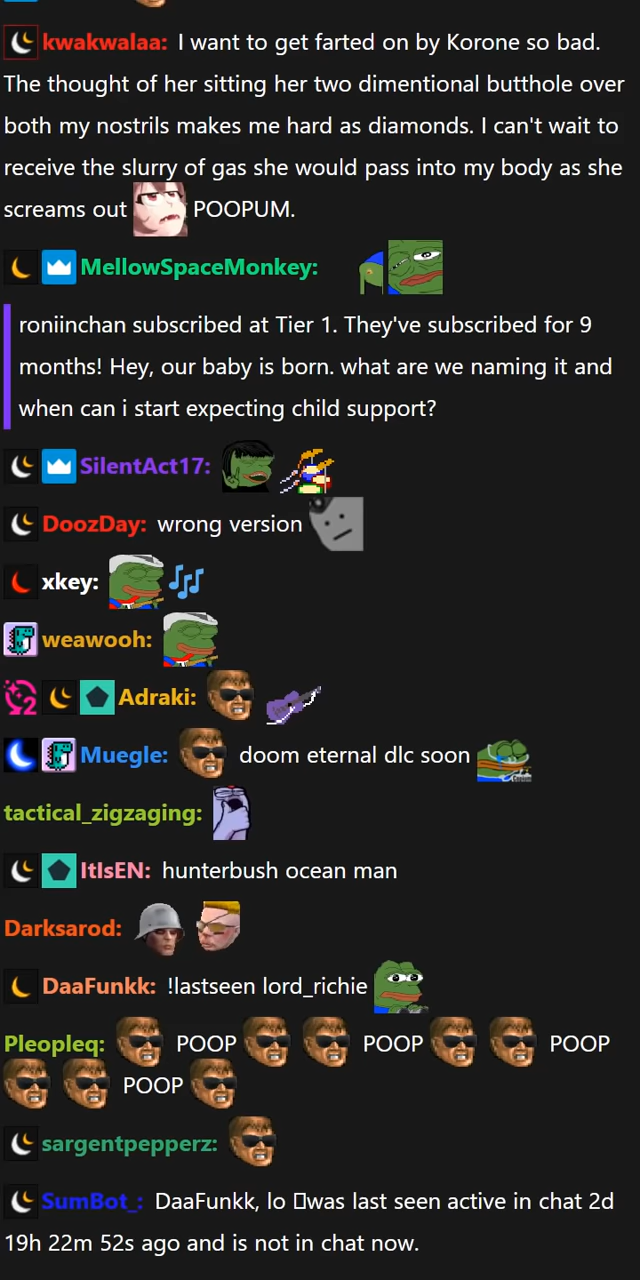 kwakwalaa: I want to get farted on by Korone so bad.
The thought of her sitting her two dimentional butthole over
both my nostrils makes me hard as diamonds. I can't wait to
receive the slurry of gas she would pass into my body as she
screams out POOPUM.
MellowSpaceMonkey:
roniinchan subscribed at Tier 1. They've subscribed for 9
months! Hey, our baby is born. what are we naming it and
when can i start expecting child support?
SilentAct17:
DoozDay: wrong version
xkey:
weawooh:
2 Adraki:
Muegle: doom eternal dlc soon
tactical_zigzaging:
ItIsEN: hunterbush ocean man
Darksarod:
DaaFunkk: !lastseen lord_richie
Pleopleq: POOP POOP POOP
POOP
sargentpepperz:
SumBot_: DaaFunkk, lo was last seen active in chat 2d
19h 22m 52s ago and is not in chat now.